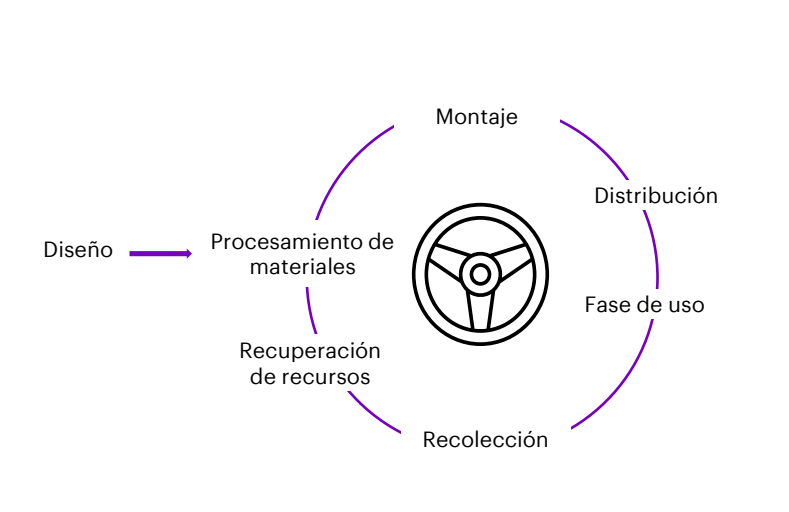 Montaje
Distribución
Diseño
Procesamiento de
materiales
Fase de uso
Recuperación
de recursos
Recolección